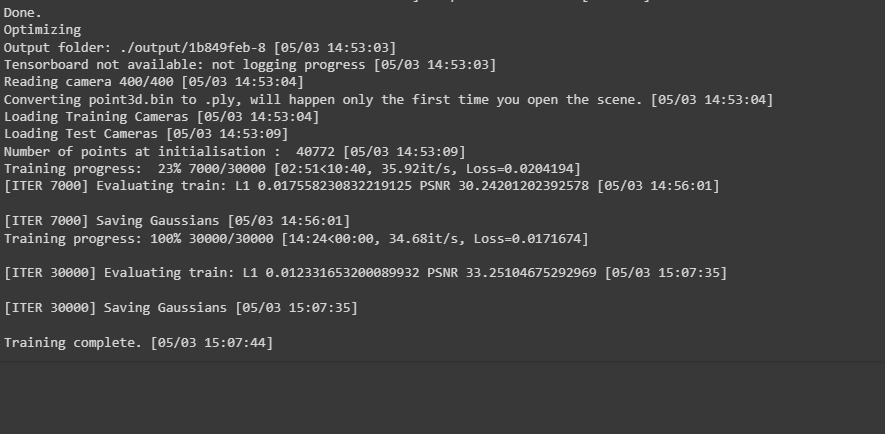 Done.
Optimizing
Output folder: ./output/1b849feb-8 [05/03 14:53:03]
Tensorboard not available: not logging progress [05/03 14:53:03]
Reading camera 400/400 [05/03 14:53:04]
Converting point3d.bin to .ply, will happen only the first time you open the scene. [05/03 14:53:04]
Loading Training Cameras [05/03 14:53:04]
Loading Test Cameras [05/03 14:53:09]
Number of points at initialisation :  40772 [05/03 14:53:09]
Training progress:  23% 7000/30000 [02:51<10:40, 35.92it/s, Loss=0.0204194]
[ITER 7000] Evaluating train: L1 0.017558230832219125 PSNR 30.24201202392578 [05/03 14:56:01]
[ITER 7000] Saving Gaussians [05/03 14:56:01]
Training progress: 100% 30000/30000 [14:24<00:00, 34.68it/s, Loss=0.0171674]
[ITER 30000] Evaluating train: L1 0.012331653200089932 PSNR 33.25104675292969 [05/03 15:07:35]
[ITER 30000] Saving Gaussians [05/03 15:07:35]
Training complete. [05/03 15:07:44]